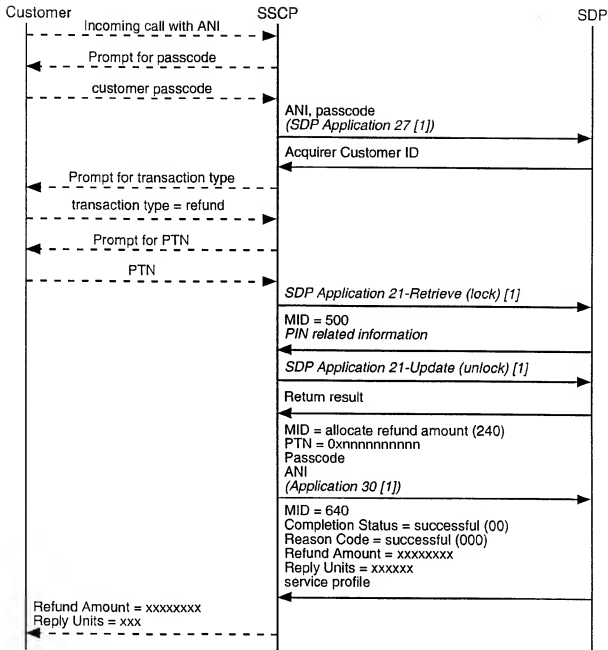 Customer SSCP SDP
Incoming call with ANI
Prompt for passcode
customer passcode
ANI, passcode
(SDP Application 27 [1])
Acquirer Customer ID
Prompt for transaction type
transaction type = refund
Prompt for PTN
PTN
SDP Application 21-Retrieve (lock) [1]
MID = 500
PIN related information
SDP Application 21-Update (unlock) [1]
Return result
MID = allocate refund amount (240)
PTN = 0xnnnnnnnnnn
Passcode
ANI
(Application 30 [1])
MID = 640
Completion Status = successful (00)
Reason Code = successful (000)
Refund Amount = xxxxxxxx
Reply Units = xxxxxx
service profile
Refund Amount = xxxxxxxx
Reply Units = xxx